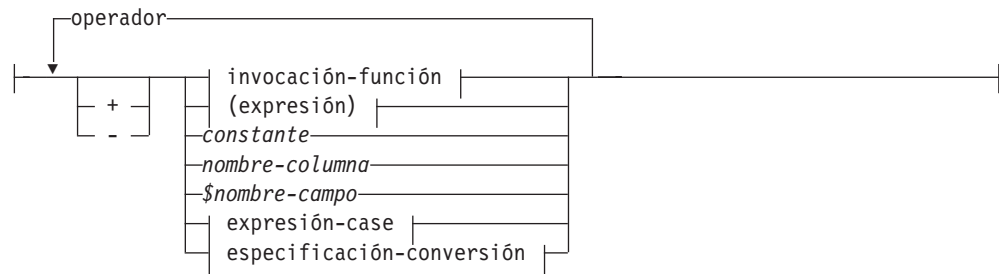 operador
invocación-función
+ (expresión)
- constante
nombre-columna
$nombre-campo
expresión-case
especificación-conversión